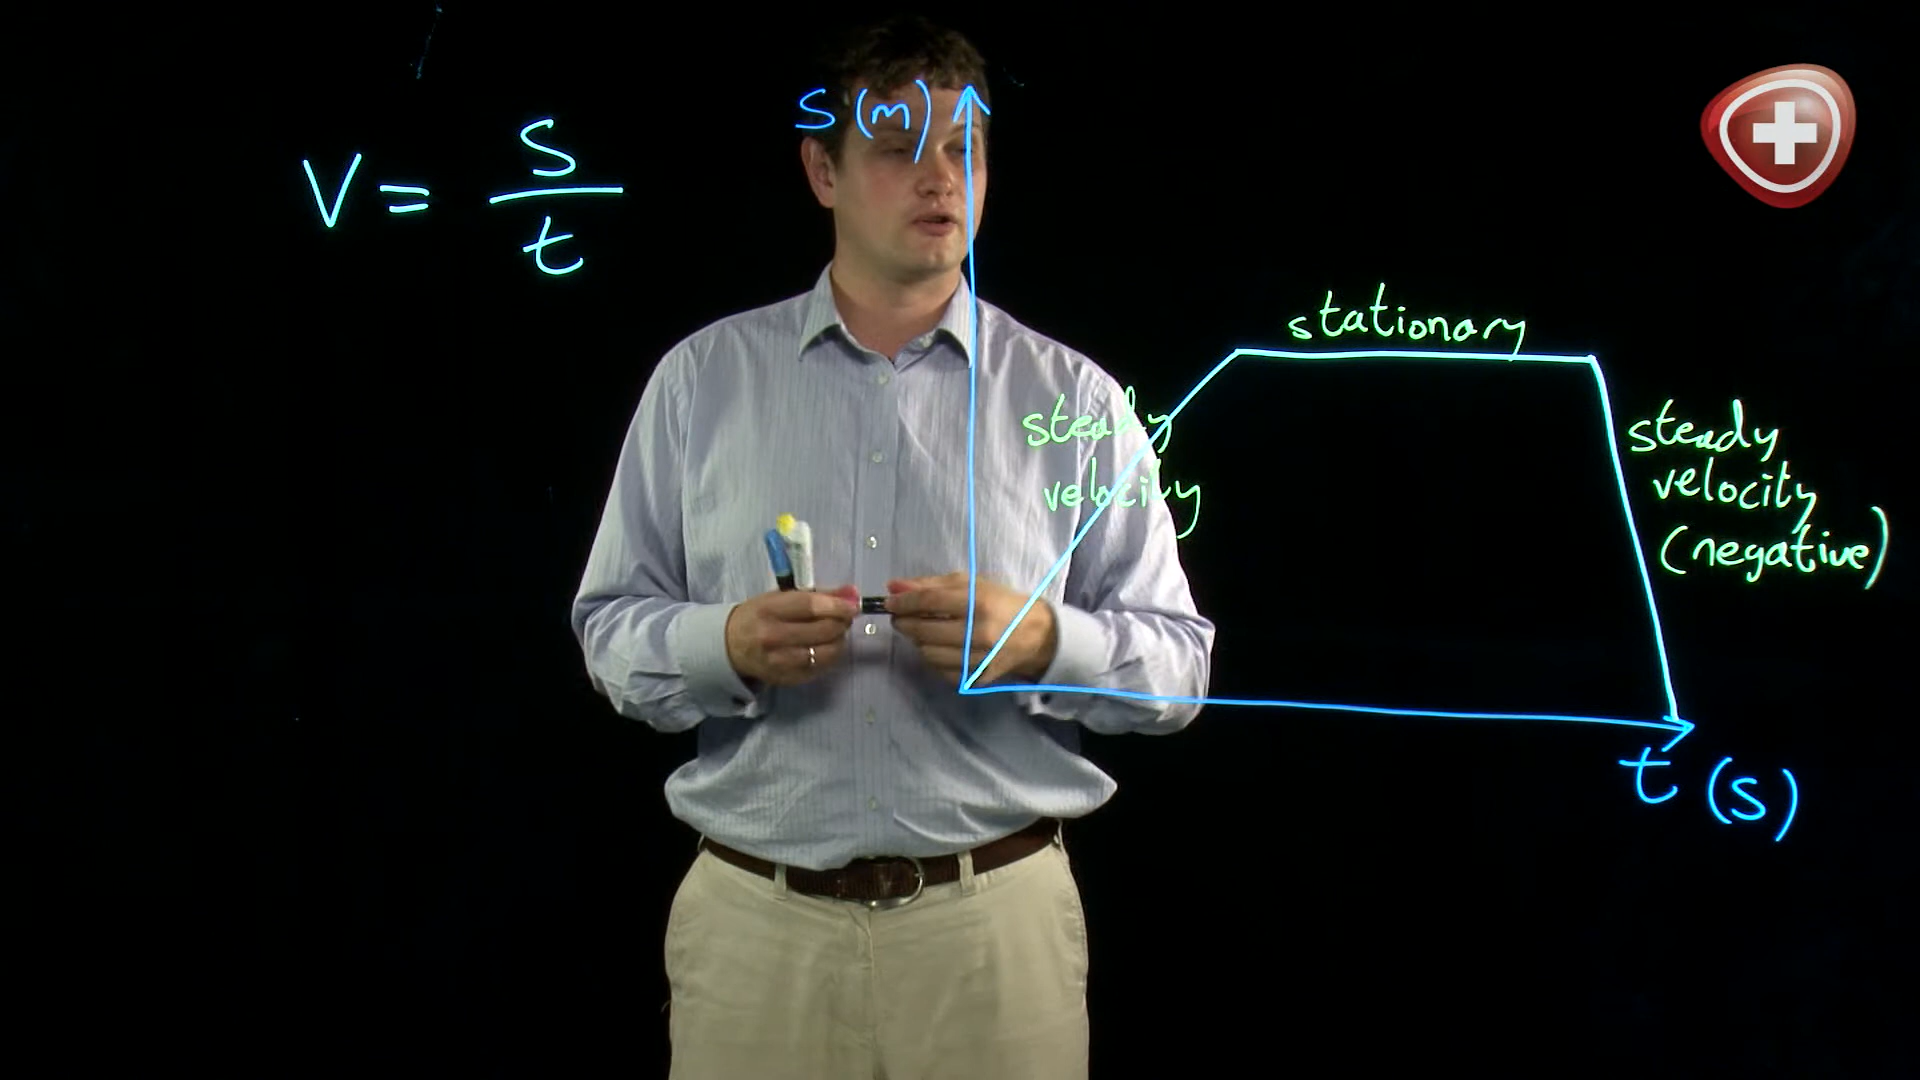 V = s/t
s (m)
stationary
steady
velocity
steady
velocity
(negative)
t (s)